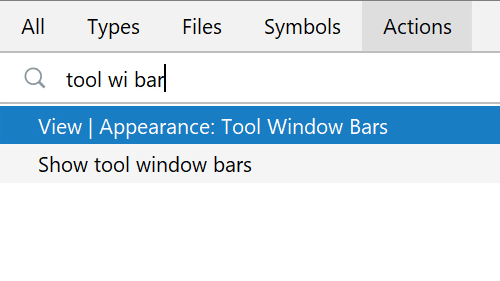 All Types Files Symbols Actions
tool wi bar
View | Appearance: Tool Window Bars
Show tool window bars